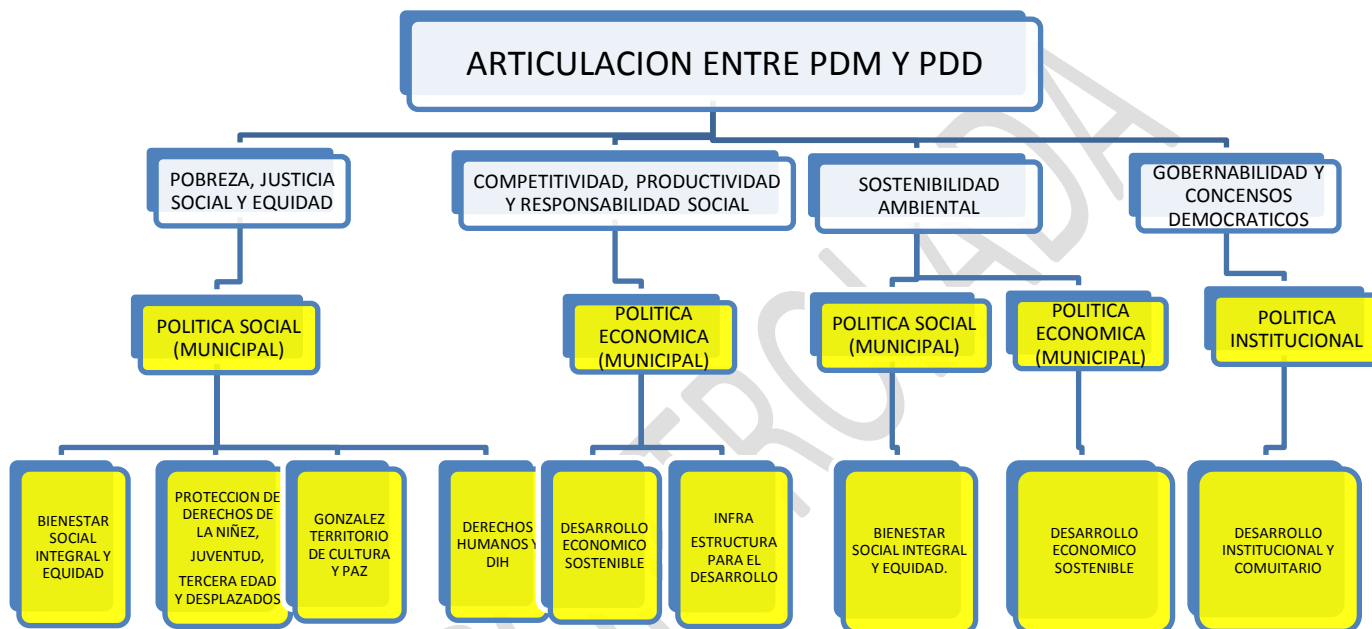 ARTICULACION ENTRE PDM Y PDD
POBREZA, JUSTICIA
SOCIAL Y EQUIDAD
COMPETITIVIDAD, PRODUCTIVIDAD
Y RESPONSABILIDAD SOCIAL
SOSTENIBILIDAD
AMBIENTAL
GOBERNABILIDAD Y
CONCENSOS
DEMOCRATICOS
POLITICA SOCIAL
(MUNICIPAL)
POLITICA
ECONOMICA
(MUNICIPAL)
POLITICA SOCIAL
(MUNICIPAL)
POLITICA
ECONOMICA
(MUNICIPAL)
POLITICA
INSTITUCIONAL
BIENESTAR
SOCIAL
INTEGRAL Y
EQUIDAD
PROTECCION DE
DERECHOS DE
LA NIÑEZ,
JUVENTUD,
TERCERA EDAD
Y DESPLAZADOS
GONZALEZ
TERRITORIO
DE CULTURA
Y PAZ
DERECHOS
HUMANOS Y
DIH
DESARROLLO
ECONOMICO
SOSTENIBLE
INFRA
ESTRUCTURA
PARA EL
DESARROLLO
BIENESTAR
SOCIAL INTEGRAL
Y EQUIDAD.
DESARROLLO
ECONOMICO
SOSTENIBLE
DESARROLLO
INSTITUCIONAL Y
COMUITARIO